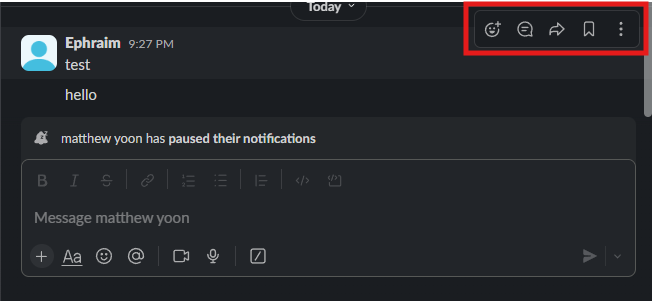 Today
Ephraim 9:27 PM
test
hello
matthew yoon has paused their notifications
B I S
Message matthew yoon
Aa